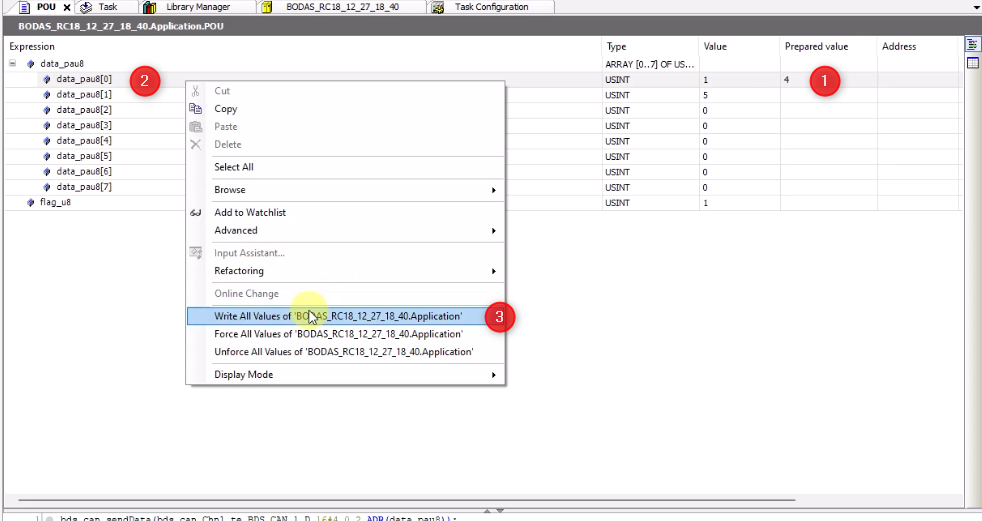 POU Task Library Manager BODAS_RC18_12_27_18_40 Task Configuration
BODAS_RC18_12_27_18_40.Application.POU
Expression Type Value Prepared value Address
data_pau8 ARRAY [0..7] OF US...
data_pau8[0] 2 USINT 1 4 1
data_pau8[1] USINT 5
data_pau8[2] USINT 0
data_pau8[3] USINT 0
data_pau8[4] USINT 0
data_pau8[5] USINT 0
data_pau8[6] USINT 0
data_pau8[7] USINT 0
flag_u8 USINT 1
Cut
Copy
Paste
Delete
Select All
Browse
Add to Watchlist
Advanced
Input Assistant...
Refactoring
Online Change
Write All Values of 'BODAS_RC18_12_27_18_40.Application' 3
Force All Values of 'BODAS_RC18_12_27_18_40.Application'
Unforce All Values of 'BODAS_RC18_12_27_18_40.Application'
Display Mode